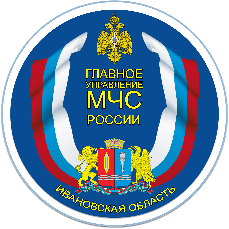 ГЛАВНОЕ
УПРАВЛЕНИЕ
МЧС
РОССИИ
ИВАНОВСКАЯ ОБЛАСТЬ